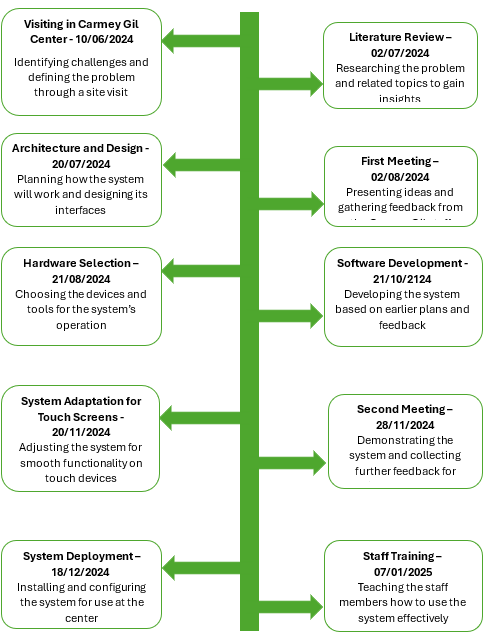 Visiting in Carmey Gil
Center - 10/06/2024
Identifying challenges and
defining the problem
through a site visit
Literature Review –
02/07/2024
Researching the problem
and related topics to gain
insights
Architecture and Design -
20/07/2024
Planning how the system
will work and designing its
interfaces
First Meeting –
02/08/2024
Presenting ideas and
gathering feedback from
Hardware Selection –
21/08/2024
Choosing the devices and
tools for the system's
operation
Software Development -
21/10/2124
Developing the system
based on earlier plans and
feedback
System Adaptation for
Touch Screens -
20/11/2024
Adjusting the system for
smooth functionality on
touch devices
Second Meeting –
28/11/2024
Demonstrating the
system and collecting
further feedback for
System Deployment –
18/12/2024
Installing and configuring
the system for use at the
center
Staff Training –
07/01/2025
Teaching the staff
members how to use the
system effectively